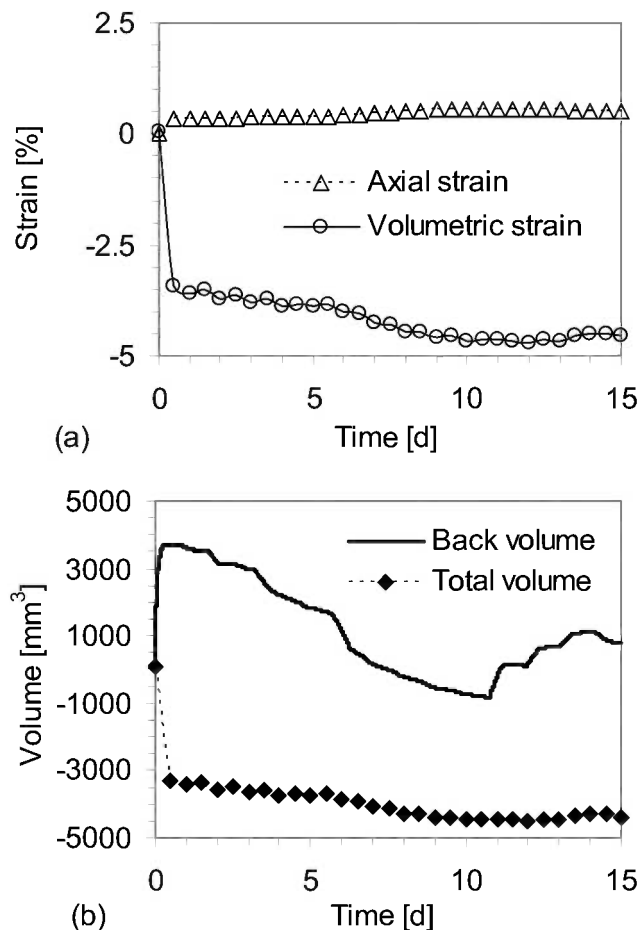 2.5
0
-2.5
-5
Strain [%]
Axial strain
Volumetric strain
0 5 10 15
(a) Time [d]
5000
3000
1000
-1000
-3000
-5000
Volume [mm³]
Back volume
Total volume
0 5 10 15
(b) Time [d]